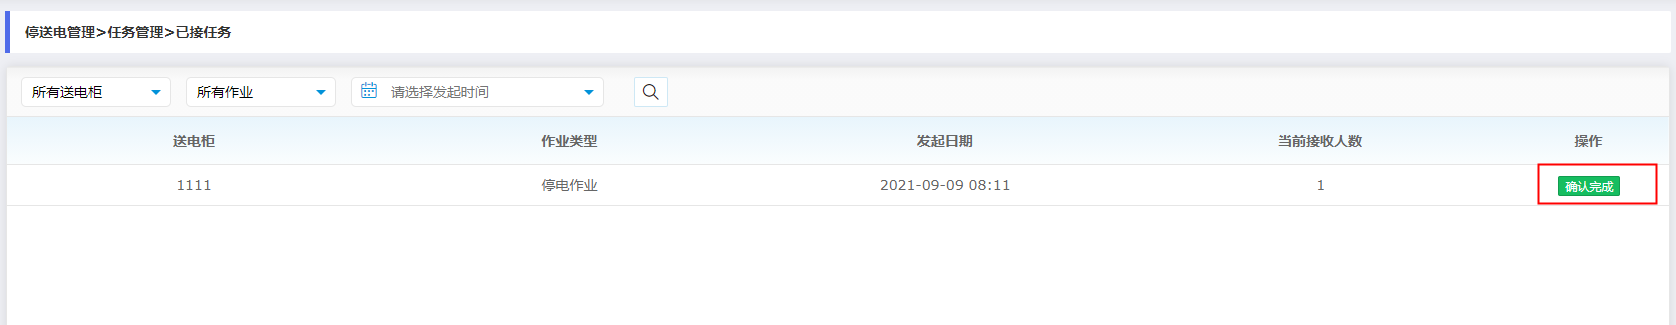 停送电管理>任务管理>已接任务
所有送电柜 所有作业 请选择发起时间
送电柜 作业类型 发起日期 当前接收人数 操作
1111 停电作业 2021-09-09 08:11 1 确认完成